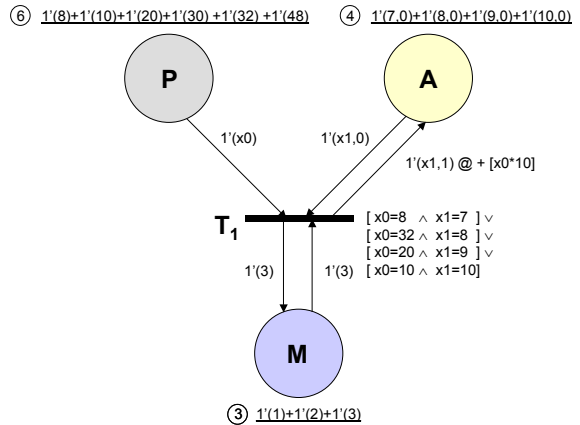 ⑥ 1'(8)+1'(10)+1'(20)+1'(30) +1'(32) +1'(48)
④ 1'(7,0)+1'(8,0)+1'(9,0)+1'(10,0)
P
A
1'(x0)
1'(x1,0)
1'(x1,1) @ + [x0*10]
T₁
[ x0=8 ∧ x1=7 ] ∨
[ x0=32 ∧ x1=8 ] ∨
[ x0=20 ∧ x1=9 ] ∨
[ x0=10 ∧ x1=10]
1'(3)
1'(3)
M
③ 1'(1)+1'(2)+1'(3)